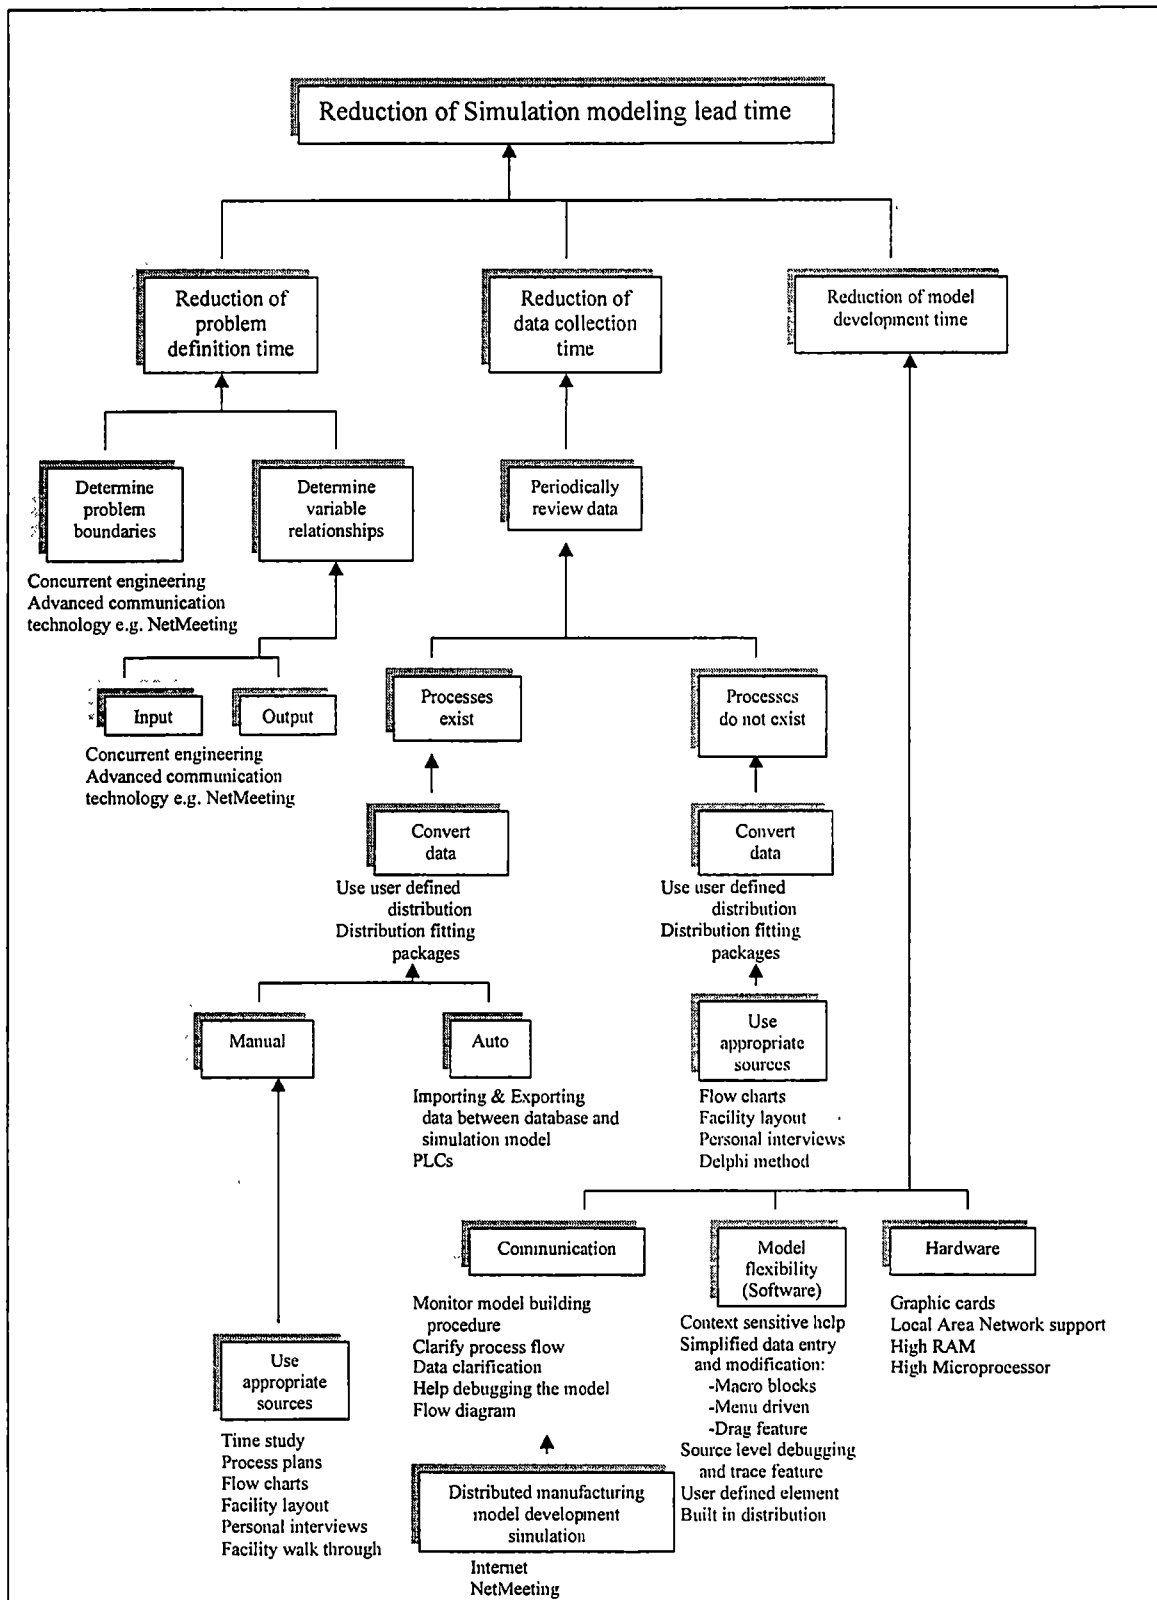 Reduction of Simulation modeling lead time
Reduction of
problem
definition time
Reduction of
data collection
time
Reduction of model
development time
Determine
problem
boundaries
Determine
variable
relationships
Periodically
review data
Concurrent engineering
Advanced communication
technology e.g. NetMeeting
Input
Output
Concurrent engineering
Advanced communication
technology e.g. NetMeeting
Processes
exist
Processes
do not exist
Convert
data
Use user defined
distribution
Distribution fitting
packages
Convert
data
Use user defined
distribution
Distribution fitting
packages
Manual
Auto
Importing & Exporting
data between database and
simulation model
PLCs
Use
appropriate
sources
Flow charts
Facility layout
Personal interviews
Delphi method
Communication
Monitor model building
procedure
Clarify process flow
Data clarification
Help debugging the model
Flow diagram
Model
flexibility
(Software)
Context sensitive help
Simplified data entry
and modification:
-Macro blocks
-Menu driven
-Drag feature
Source level debugging
and trace feature
User defined element
Built in distribution
Hardware
Graphic cards
Local Area Network support
High RAM
High Microprocessor
Use
appropriate
sources
Time study
Process plans
Flow charts
Facility layout
Personal interviews
Facility walk through
Distributed manufacturing
model development
simulation
Internet
NetMeeting